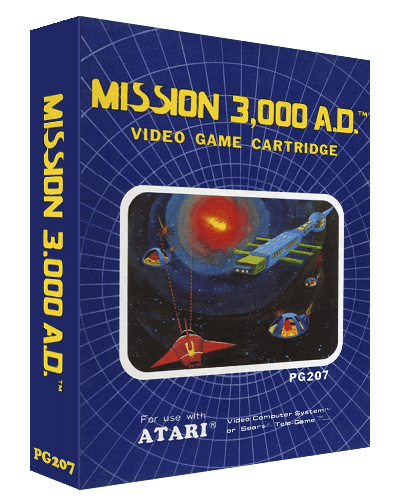 MISSION 3,000 A.D.™
VIDEO GAME CARTRIDGE
PG207
For use with
ATARI®
Video Computer System™
or Sears Tele-Game™
MISSION 3,000 A.D.™
PG207